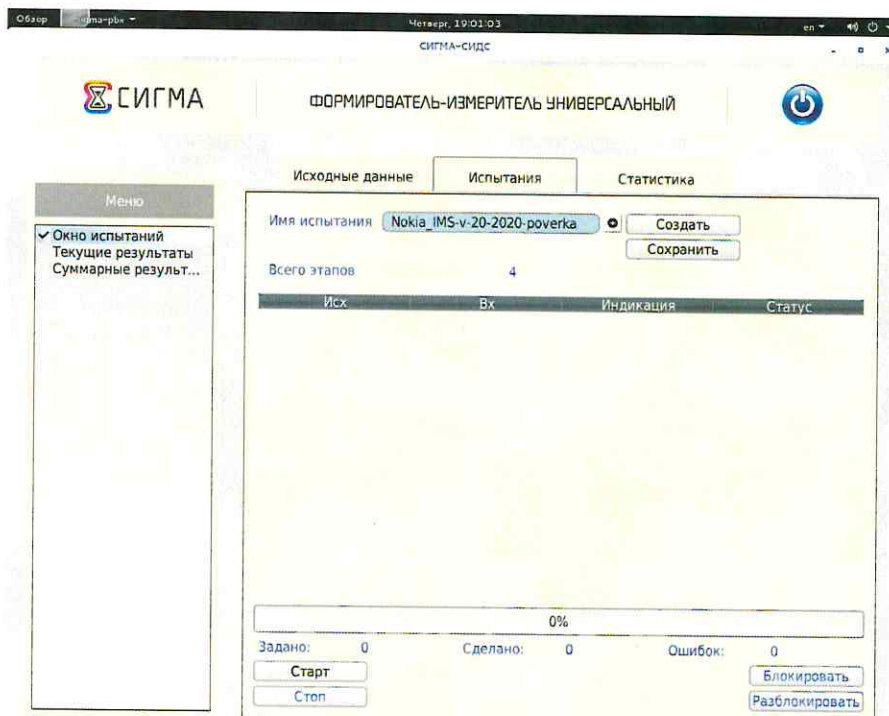 Обзор
Четверг, 19:01:03
en
СИГМА-СИДС
СИГМА
ФОРМИРОВАТЕЛЬ-ИЗМЕРИТЕЛЬ УНИВЕРСАЛЬНЫЙ
Исходные данные
Испытания
Статистика
Меню
✔ Окно испытаний
Текущие результаты
Суммарные результ...
Имя испытания Nokia_IMS-v-20-2020-poverka Создать
Сохранить
Всего этапов 4
Исх Вх Индикация Статус
0%
Задано: 0 Сделано: 0 Ошибок: 0
Старт
Блокировать
Стоп
Разблокировать